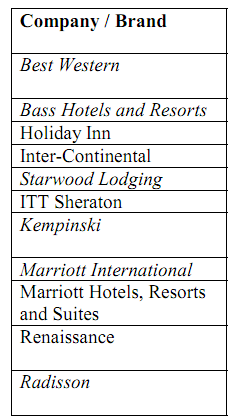 Company / Brand
Best Western
Bass Hotels and Resorts
Holiday Inn
Inter-Continental
Starwood Lodging
ITT Sheraton
Kempinski
Marriott International
Marriott Hotels, Resorts
and Suites
Renaissance
Radisson